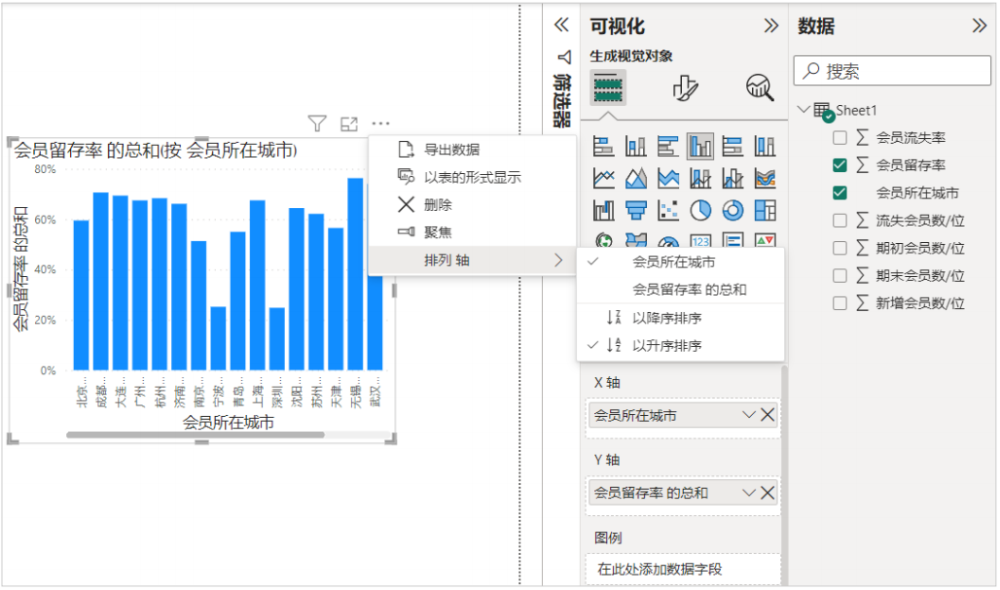 可视化
数据
生成视觉对象
筛选器
搜索
Sheet1
会员流失率
会员留存率
会员所在城市
流失会员数/位
期初会员数/位
期末会员数/位
新增会员数/位
会员留存率 的总和(按 会员所在城市)
导出数据
以表的形式显示
删除
聚焦
排列 轴
会员所在城市
会员留存率 的总和
以降序排序
以升序排序
会员留存率 的总和
80%
60%
40%
20%
0%
北京...
成都...
大连...
广州...
杭州...
济南...
南京...
宁波...
青岛...
上海...
深圳...
沈阳...
苏州...
天津...
无锡...
武汉...
会员所在城市
123
X 轴
会员所在城市
Y 轴
会员留存率 的总和
图例
在此处添加数据字段